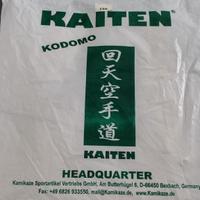 KAITEN®
KODOMO
回
天
空
手
道
KAITEN
HEADQUARTER
Kamikaze Sportartikel Vertriebs GmbH, Am Butterhügel 6, D-66450 Bexbach, Germany
Fax: +49 6826 933550, mail@Kamikaze.de, www.Kamikaze.de